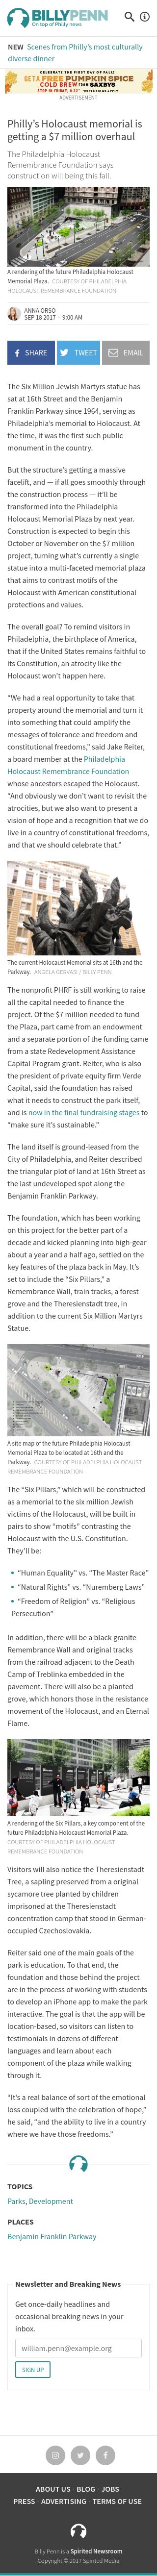 BILLYPENN
On top of Philly news
NEW Scenes from Philly’s most culturally
diverse dinner
CELEBRATE THE FIRST DAY OF FALL WITH
FREE PUMPKIN SPICE
COLD BREW FROM SAXBYS
ADVERTISEMENT
Philly’s Holocaust memorial is
getting a $7 million overhaul
The Philadelphia Holocaust
Remembrance Foundation says
construction will being this fall.
A rendering of the future Philadelphia Holocaust
Memorial Plaza. COURTESY OF PHILADELPHIA
HOLOCAUST REMEMBRANCE FOUNDATION
ANNA ORSO
SEP 18 2017 · 9:00 AM
SHARE
TWEET
EMAIL
The Six Million Jewish Martyrs statue has
sat at 16th Street and the Benjamin
Franklin Parkway since 1964, serving as
Philadelphia’s memorial to Holocaust. At
the time, it was the first such public
monument in the country.
But the structure’s getting a massive
facelift, and — if all goes smoothly through
the construction process — it’ll be
transformed into the Philadelphia
Holocaust Memorial Plaza by next year.
Construction is expected to begin in
October or November on the $7 million
project, turning what’s currently a single
statue into a multi-faceted memorial plaza
that aims to contrast the horrors of the
Holocaust with American constitutional
protections and values.
The overall goal? To remind visitors in
Philadelphia, the birthplace of America,
that if the United States remains faithful to
its Constitution, an atrocity like the
Holocaust won’t happen here.
“We had a real opportunity to take that
property around the memorial and turn it
into something that could amplify the
messages of tolerance and freedom and
constitutional freedoms,” said Jake Reiter,
a board member at the Philadelphia
Holocaust Remembrance Foundation
whose ancestors escaped the Holocaust.
“And obviously we don’t want to revisit the
atrocities, but we also want to present a
vision of hope and a recognition that we do
live in a country of constitutional freedoms,
and that we should celebrate that.”
The current Holocaust Memorial sits at 16th and the
Parkway. ANGELA GERVASI / BILLY PENN
The nonprofit PHRF is still working to raise
all the capital needed to finance the
project. Of the $7 million needed to fund
the Plaza, part came from an endowment
and a separate portion of the funding came
from a state Redevelopment Assistance
Capital Program grant. Reiter, who is also
the president of private equity firm Verde
Capital, said the foundation has raised
what it needs to construct the park of the
site, but is now in the final fundraising stages to
“make sure it’s sustainable.”
The land itself is ground-leased from the
City of Philadelphia, and Reiter described
the triangular plot of land at 16th Street as
the last undeveloped spot along the
Benjamin Franklin Parkway.
The foundation, which has been working
on this project for the better part of a
decade and kicked planning into high-gear
about a year and a half ago, settled on the
key features of the plaza back in May. It’s
set to include the “Six Pillars,” a
Remembrance Wall, train tracks, a forest
grove and the Theresienstadt tree, in
addition to the current Six Million Martyrs
Statue.
A site map of the future Philadelphia Holocaust
Memorial Plaza to be located at 16th and the
Parkway. COURTESY OF PHILADELPHIA HOLOCAUST
REMEMBRANCE FOUNDATION
The “Six Pillars,” which will be constructed
as a memorial to the six million Jewish
victims of the Holocaust, will be built in
pairs to show “motifs” contrasting the
Holocaust with the U.S. Constitution.
They’ll be:
• “Human Equality” vs. “The Master Race”
• “Natural Rights” vs. “Nuremberg Laws”
• “Freedom of Religion” vs. “Religious
Persecution”
In addition, there will be a black granite
Remembrance Wall and original tracks
from the railroad adjacent to the Death
Camp of Treblinka embedded in the
pavement. There will also be a planted
grove, which honors those in the resistance
movement of the Holocaust, and an Eternal
Flame.
A rendering of the Six Pillars, a key component of the
future Philadelphia Holocaust Memorial Plaza.
COURTESY OF PHILADELPHIA HOLOCAUST
REMEMBRANCE FOUNDATION
Visitors will also notice the Theresienstadt
Tree, a sapling preserved from a original
sycamore tree planted by children
imprisoned at the Theresienstadt
concentration camp that stood in German-
occupied Czechoslovakia.
Reiter said one of the main goals of the
park is education. To that end, the
foundation and those behind the project
are in the process of working with students
to develop an iPhone app to make the park
interactive. The goal is that the app will be
location-based, so visitors can listen to
testimonials in dozens of different
languages and learn about each
component of the plaza while walking
through it.
“It’s a real balance of sort of the emotional
loss coupled with the celebration of hope,”
he said, “and the ability to live in a country
where we have those freedoms.”
TOPICS
Parks, Development
PLACES
Benjamin Franklin Parkway
Newsletter and Breaking News
Get once-daily headlines and
occasional breaking news in your
inbox.
william.penn@example.org
SIGN UP
ABOUT US BLOG JOBS
PRESS ADVERTISING TERMS OF USE
Billy Penn is a Spirited Newsroom
Copyright © 2017 Spirited Media